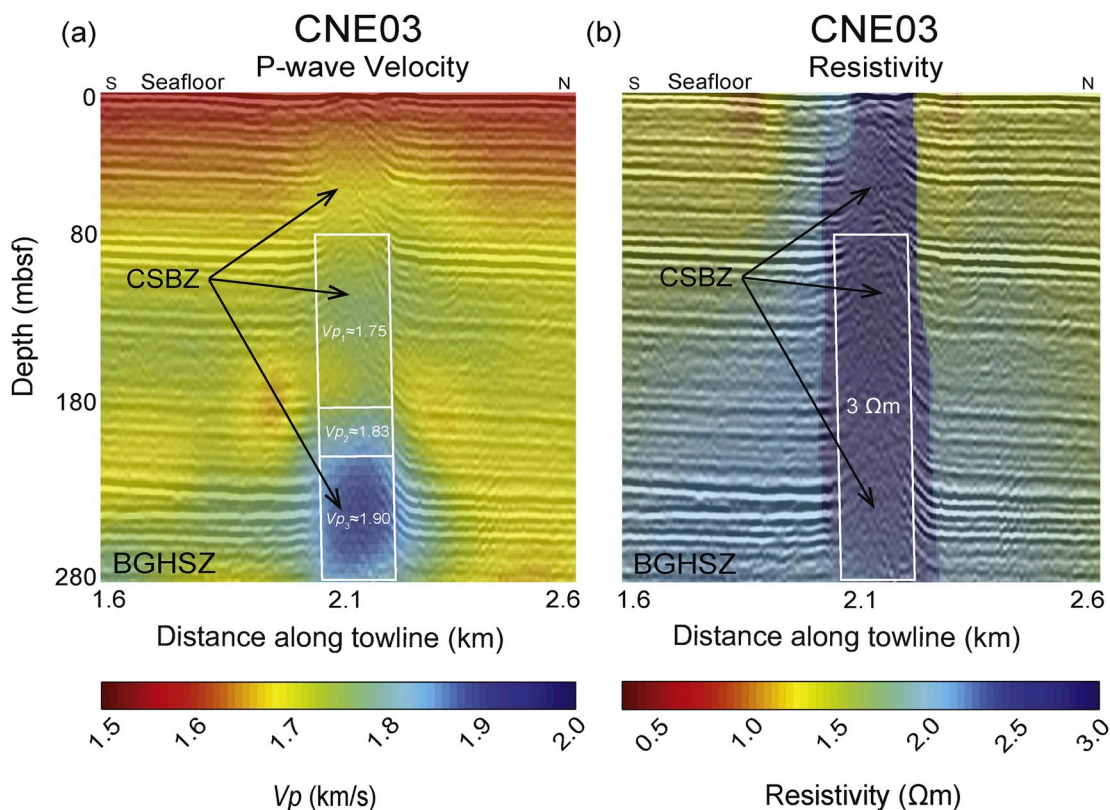 (a)
CNE03
P-wave Velocity
S Seafloor N
0
80
180
280
Depth (mbsf)
CSBZ
Vp₁≈1.75
Vp₂≈1.83
Vp₃≈1.90
BGHSZ
1.6 2.1 2.6
Distance along towline (km)
1.5 1.6 1.7 1.8 1.9 2.0
Vp (km/s)
(b)
CNE03
Resistivity
S Seafloor N
CSBZ
3 Ωm
BGHSZ
1.6 2.1 2.6
Distance along towline (km)
0.5 1.0 1.5 2.0 2.5 3.0
Resistivity (Ωm)